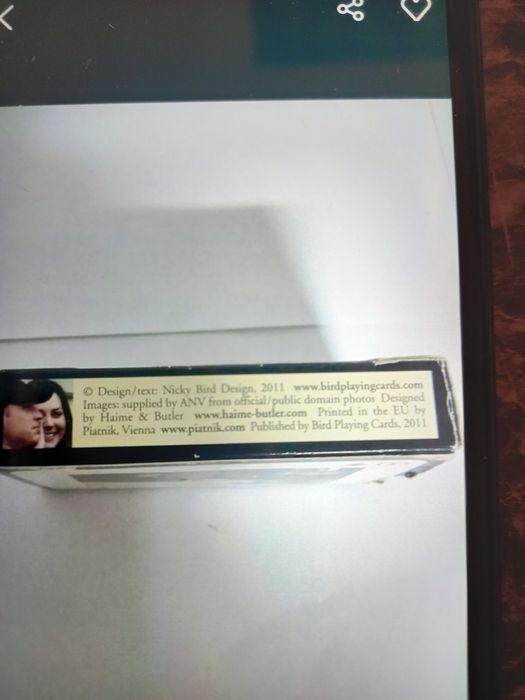 © Design/text: Nicky Bird Design, 2011 www.birdplayingcards.com
Images: supplied by ANV from official/public domain photos Designed
by Haime & Butler www.haime-butler.com Printed in the EU by
Piatnik, Vienna www.piatnik.com Published by Bird Playing Cards, 2011